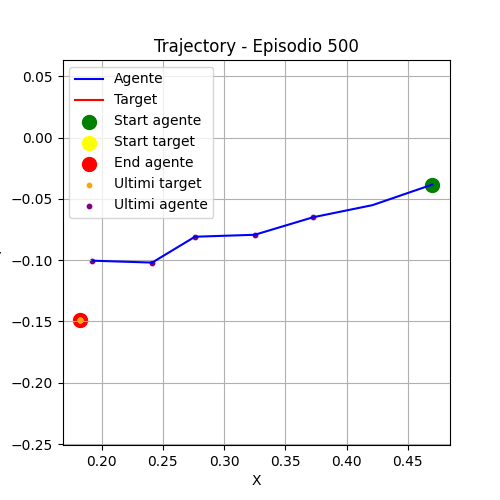 Trajectory - Episodio 500
Agente
Target
Start agente
Start target
End agente
Ultimi target
Ultimi agente
0.05
0.00
−0.05
−0.10
−0.15
−0.20
−0.25
0.20
0.25
0.30
0.35
0.40
0.45
X